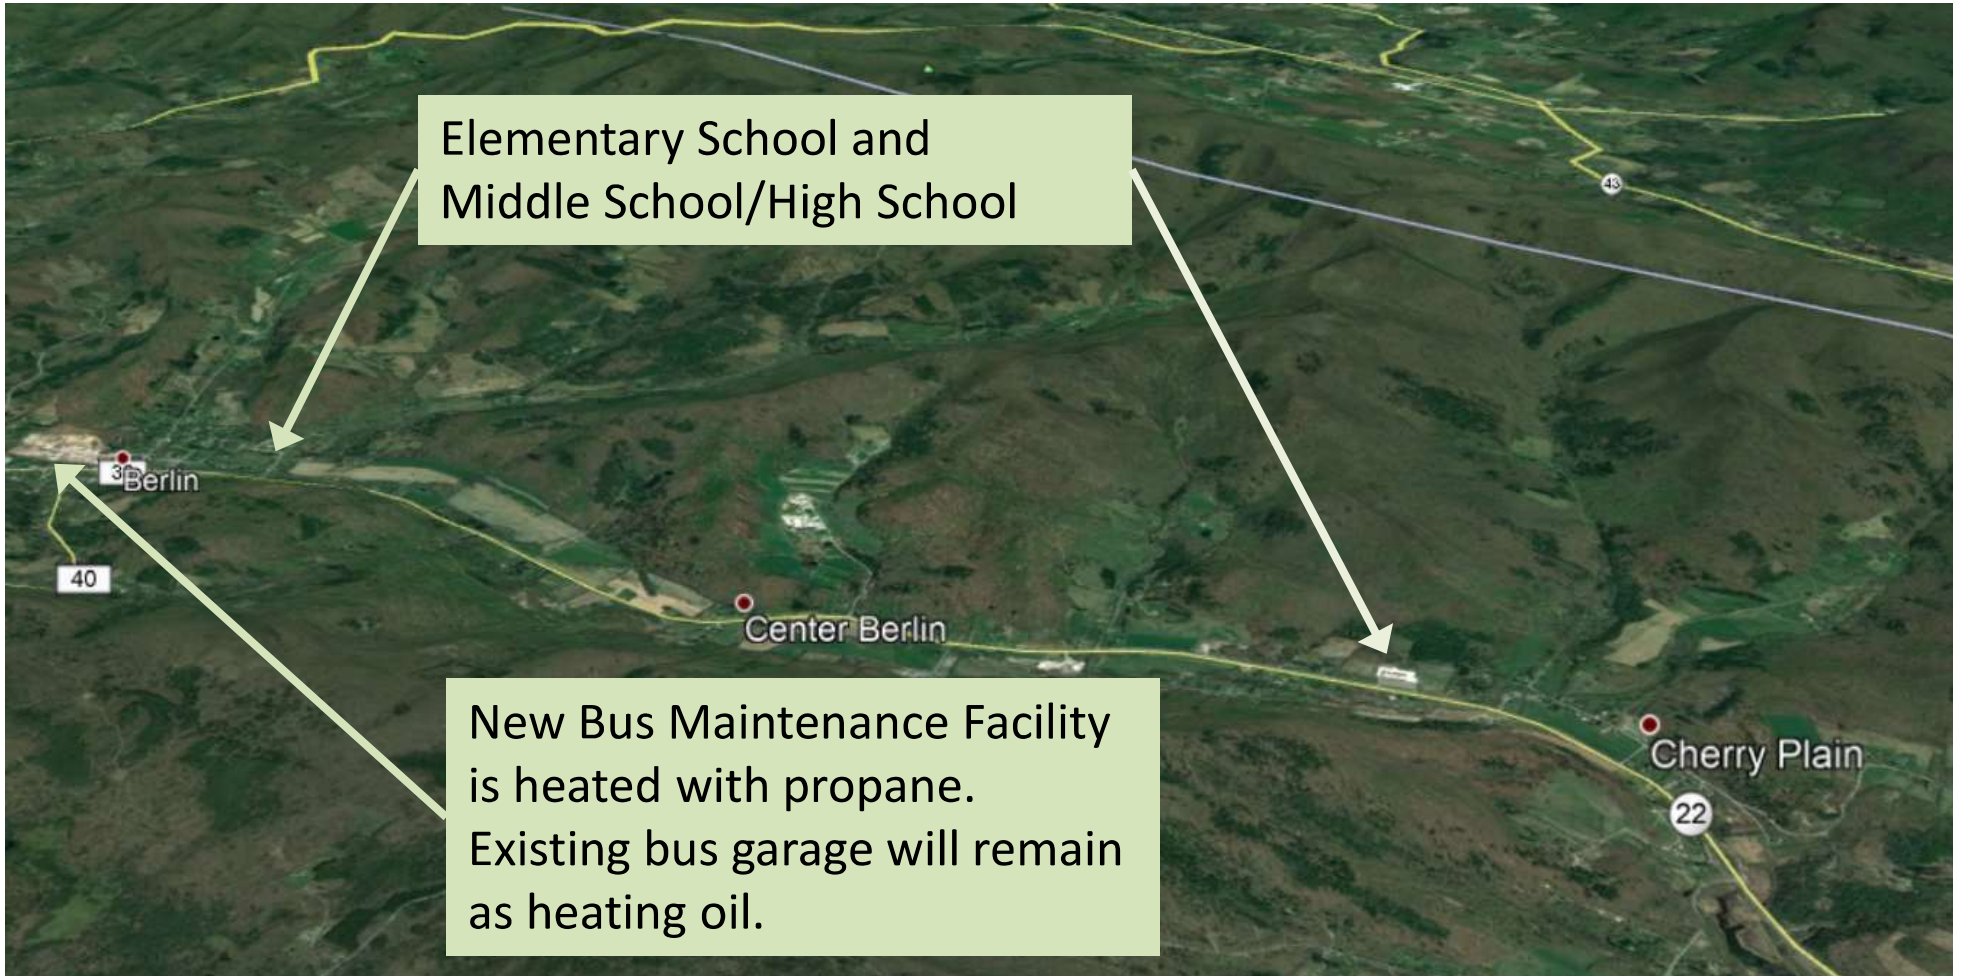 Elementary School and
Middle School/High School
43
Berlin
40
Center Berlin
New Bus Maintenance Facility
is heated with propane.
Existing bus garage will remain
as heating oil.
Cherry Plain
22